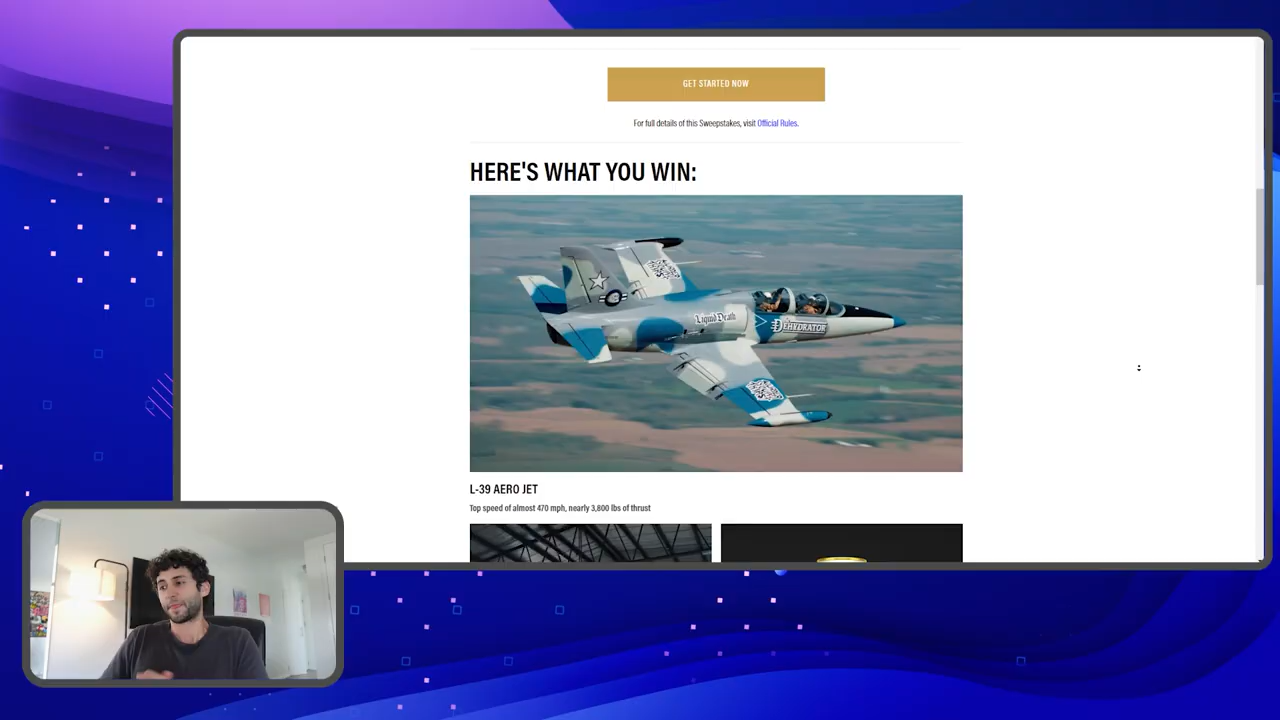 GET STARTED NOW
For full details of this Sweepstakes, visit Official Rules.
HERE'S WHAT YOU WIN:
Liquid Death
DEHYDRATOR
L-39 AERO JET
Top speed of almost 470 mph, nearly 3,800 lbs of thrust